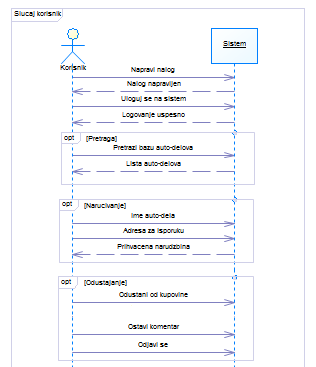 Slucaj korisnik
Korisnik
Sistem
Napravi nalog
Nalog napravljen
Uloguj se na sistem
Logovanje uspesno
opt
[Pretraga]
Pretrazi bazu auto-delova
Lista auto-delova
opt
[Narucivanje]
Ime auto-dela
Adresa za isporuku
Prihvacena narudzbina
opt
[Odustajanje]
Odustani od kupovine
Ostavi komentar
Odjavi se